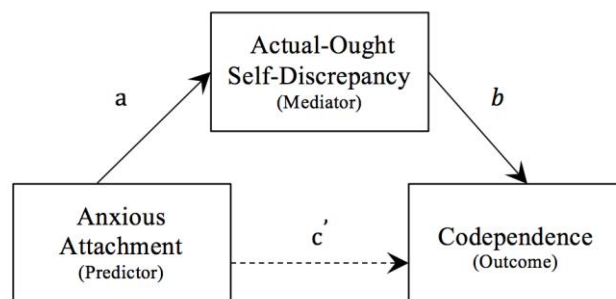 Actual-Ought
Self-Discrepancy
(Mediator)
a
b
Anxious
Attachment
(Predictor)
c'
Codependence
(Outcome)